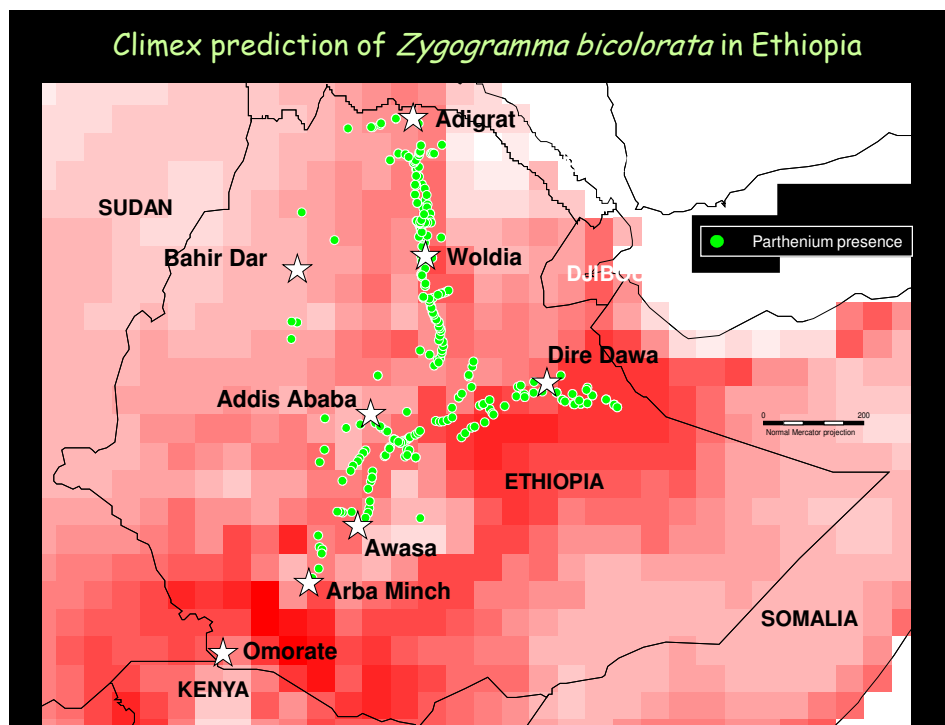 Climex prediction of Zygogramma bicolorata in Ethiopia
Adigrat
SUDAN
Parthenium presence
Bahir Dar
Woldia
DJIBOU
Dire Dawa
Addis Ababa
0 200
Normal Mercator projection
ETHIOPIA
Awasa
Arba Minch
SOMALIA
Omorate
KENYA